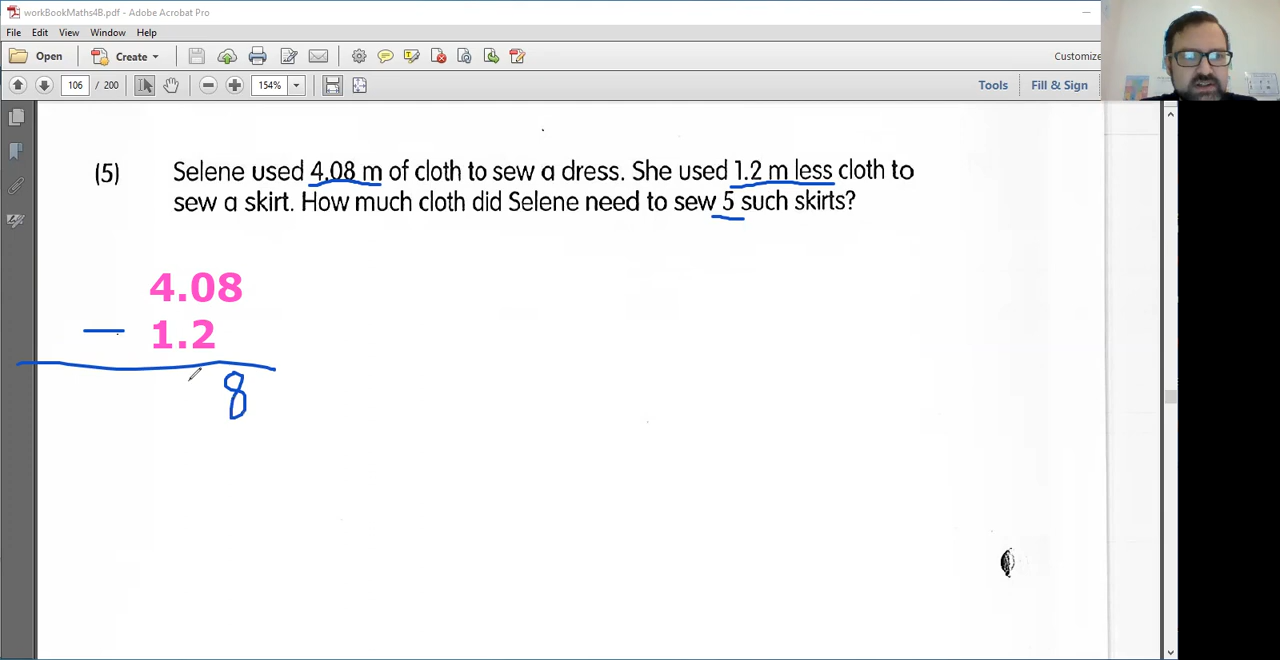 workBookMaths4B.pdf - Adobe Acrobat Pro
File Edit View Window Help
Open Create 154% Customize
106 / 200 Tools Fill & Sign
(5) Selene used 4.08 m of cloth to sew a dress. She used 1.2 m less cloth to
sew a skirt. How much cloth did Selene need to sew 5 such skirts?
4.08
— 1.2
8